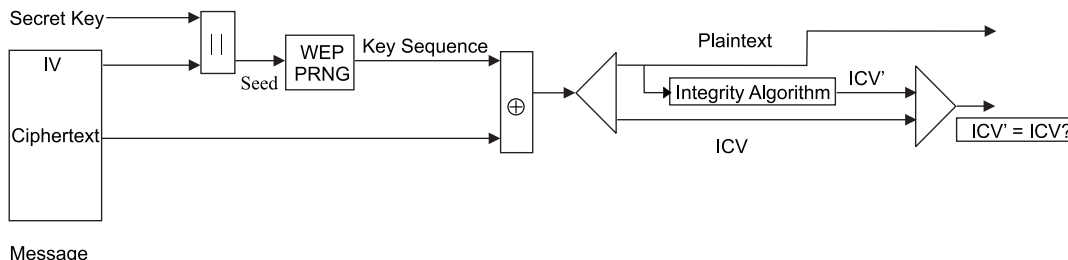 Secret Key
IV
Ciphertext
Message
| |
Seed
WEP
PRNG
Key Sequence
⊕
Plaintext
Integrity Algorithm
ICV’
ICV
ICV’ = ICV?